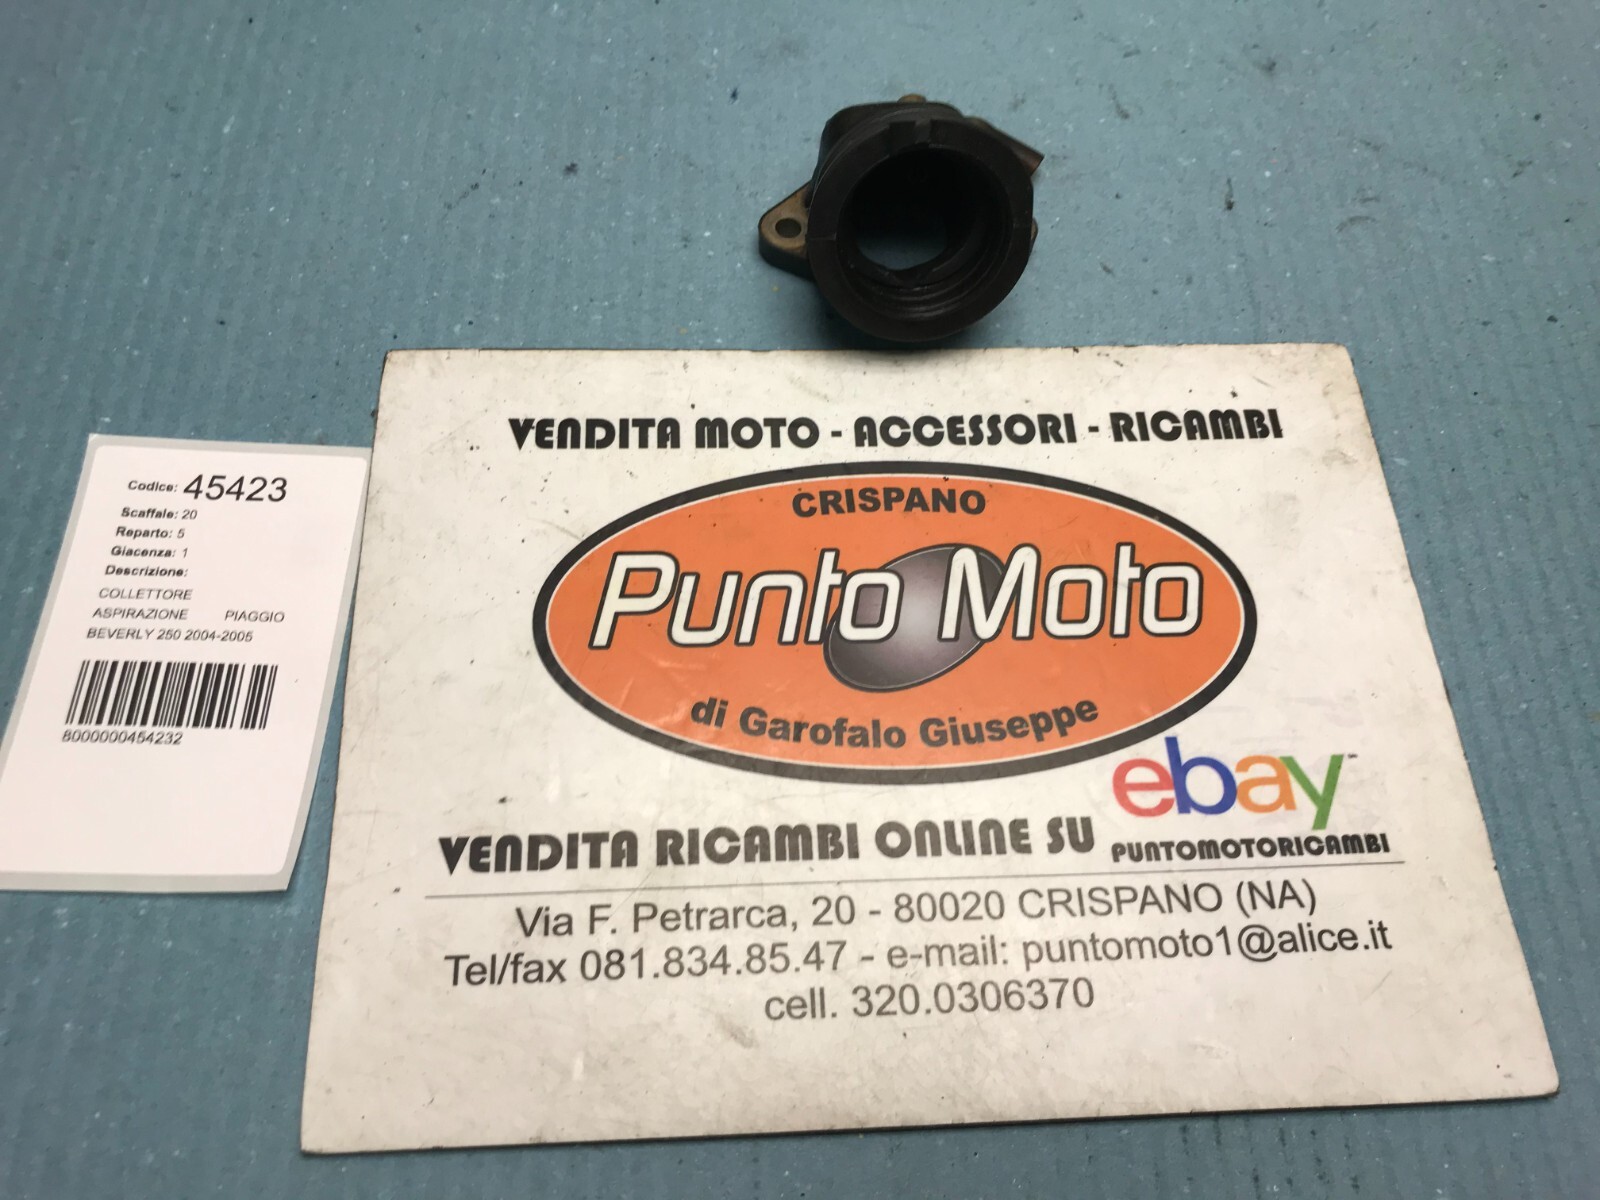 Codice: 45423
Scaffale: 20
Reparto: 5
Giacenza: 1
Descrizione:
COLLETTORE
ASPIRAZIONE PIAGGIO
BEVERLY 250 2004-2005
8000000454232
VENDITA MOTO - ACCESSORI - RICAMBI
CRISPANO
Punto Moto
di Garofalo Giuseppe
ebay
VENDITA RICAMBI ONLINE SU PUNTOMOTORICAMBI
Via F. Petrarca, 20 - 80020 CRISPANO (NA)
Tel/fax 081.834.85.47 - e-mail: puntomoto1@alice.it
cell. 320.0306370